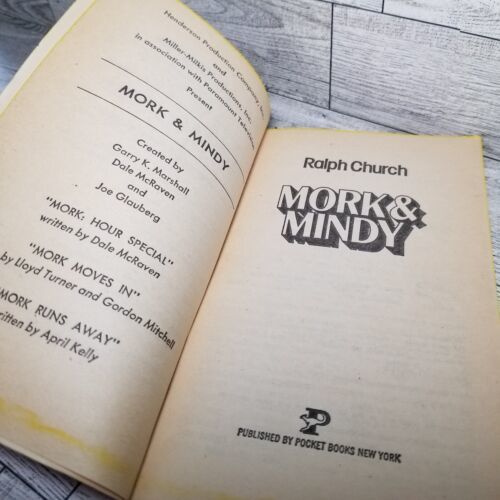 Henderson Production Company, Inc.
and
Miller-Milkis Productions, Inc.
in association with Paramount Television
Present
MORK & MINDY
Created by
Garry K. Marshall
Dale McRaven
and
Joe Glauberg
"MORK: HOUR SPECIAL"
written by Dale McRaven
"MORK MOVES IN"
by Lloyd Turner and Gordon Mitchell
MORK RUNS AWAY"
written by April Kelly
Ralph Church
MORK&
MINDY
P
PUBLISHED BY POCKET BOOKS NEW YORK